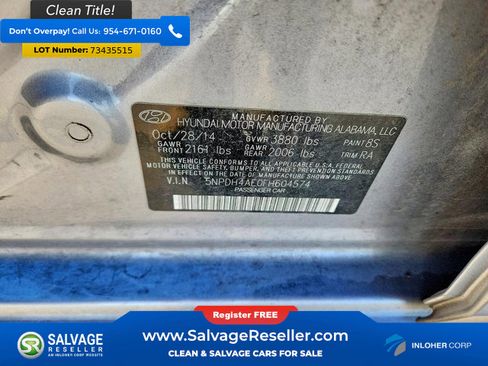 Clean Title!
Don't Overpay! Call Us: 954-671-0160
LOT Number: 73435515
MANUFACTURED BY
HYUNDAI MOTOR MANUFACTURING ALABAMA, LLC
Oct/28/14 GVWR 3880 lbs PAINT 8S
GAWR FRONT 2161 lbs GAWR REAR 2006 lbs TRIM RA
THIS VEHICLE CONFORMS TO ALL APPLICABLE U.S.A. FEDERAL
MOTOR VEHICLE SAFETY, BUMPER, AND THEFT PREVENTION STANDARDS
IN EFFECT ON THE DATE OF MANUFACTURE SHOWN ABOVE.
V.I.N. 5NPDH4AE0FH604574
PASSENGER CAR
Register FREE
SALVAGE RESELLER
AN INLOHER CORP WEBSITE
www.SalvageReseller.com
CLEAN & SALVAGE CARS FOR SALE
INLOHER CORP